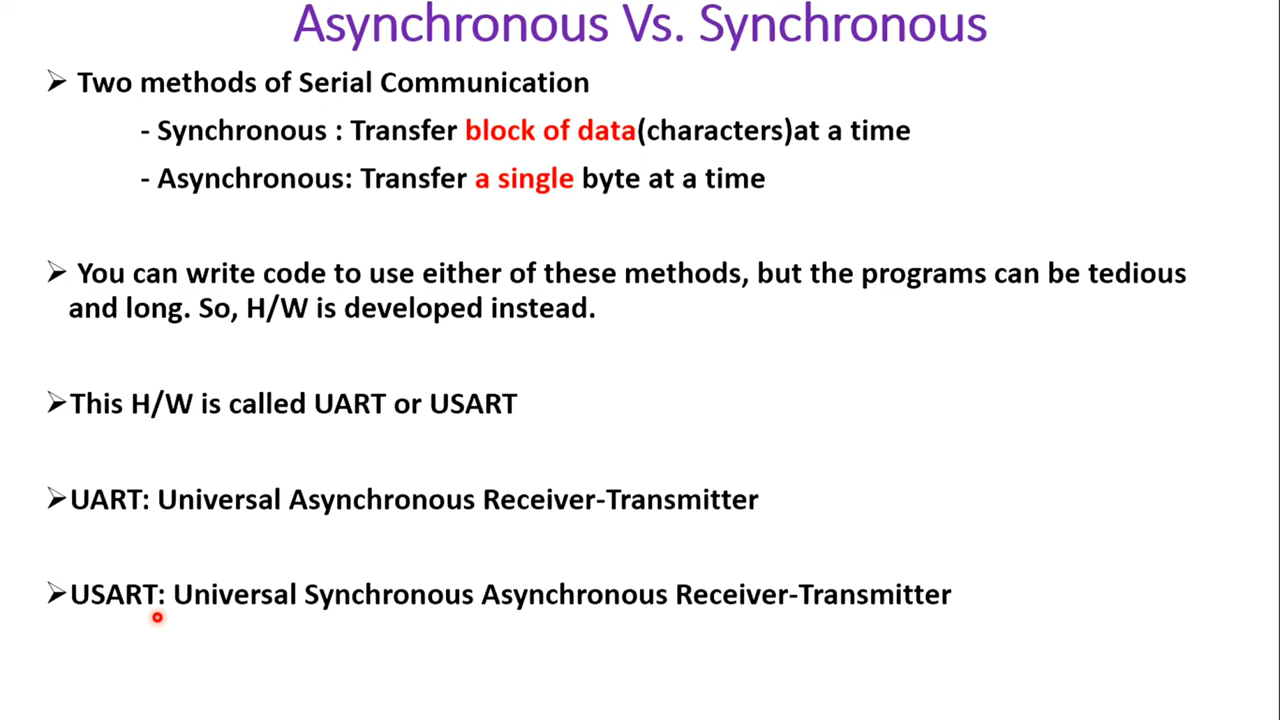 Asynchronous Vs. Synchronous
➢ Two methods of Serial Communication
- Synchronous : Transfer block of data(characters)at a time
- Asynchronous: Transfer a single byte at a time
➢ You can write code to use either of these methods, but the programs can be tedious
and long. So, H/W is developed instead.
➢This H/W is called UART or USART
➢UART: Universal Asynchronous Receiver-Transmitter
➢USART: Universal Synchronous Asynchronous Receiver-Transmitter